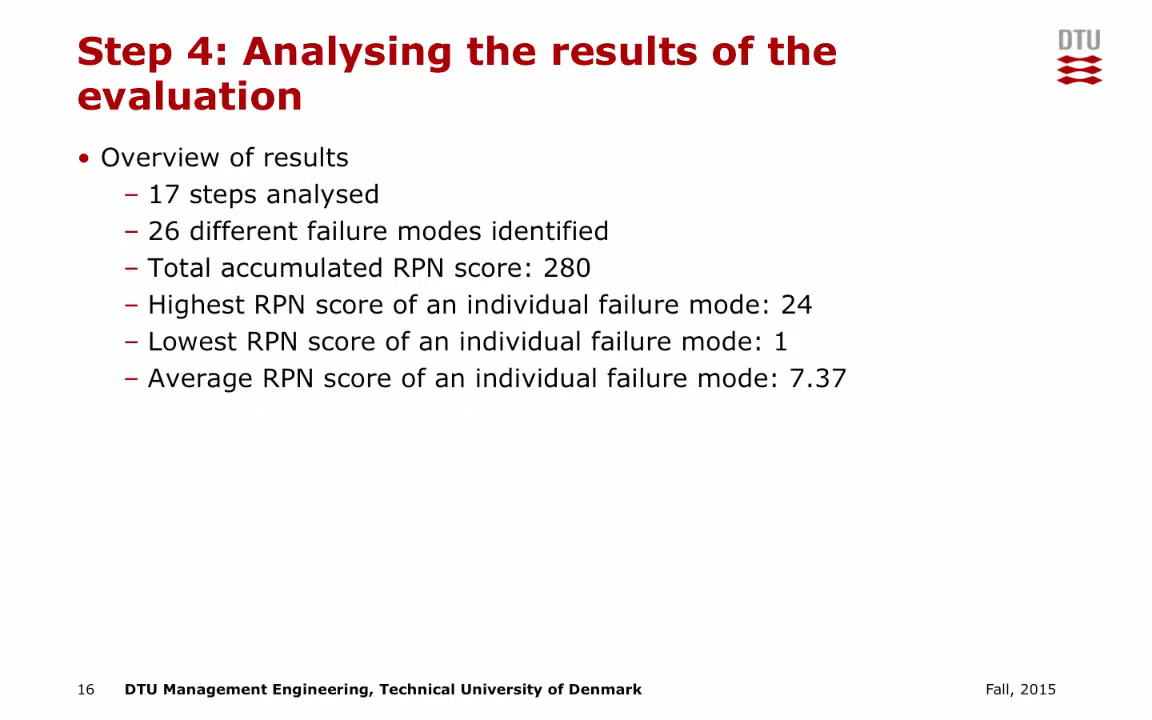 Step 4: Analysing the results of the
evaluation
DTU
• Overview of results
– 17 steps analysed
– 26 different failure modes identified
– Total accumulated RPN score: 280
– Highest RPN score of an individual failure mode: 24
– Lowest RPN score of an individual failure mode: 1
– Average RPN score of an individual failure mode: 7.37
16 DTU Management Engineering, Technical University of Denmark Fall, 2015